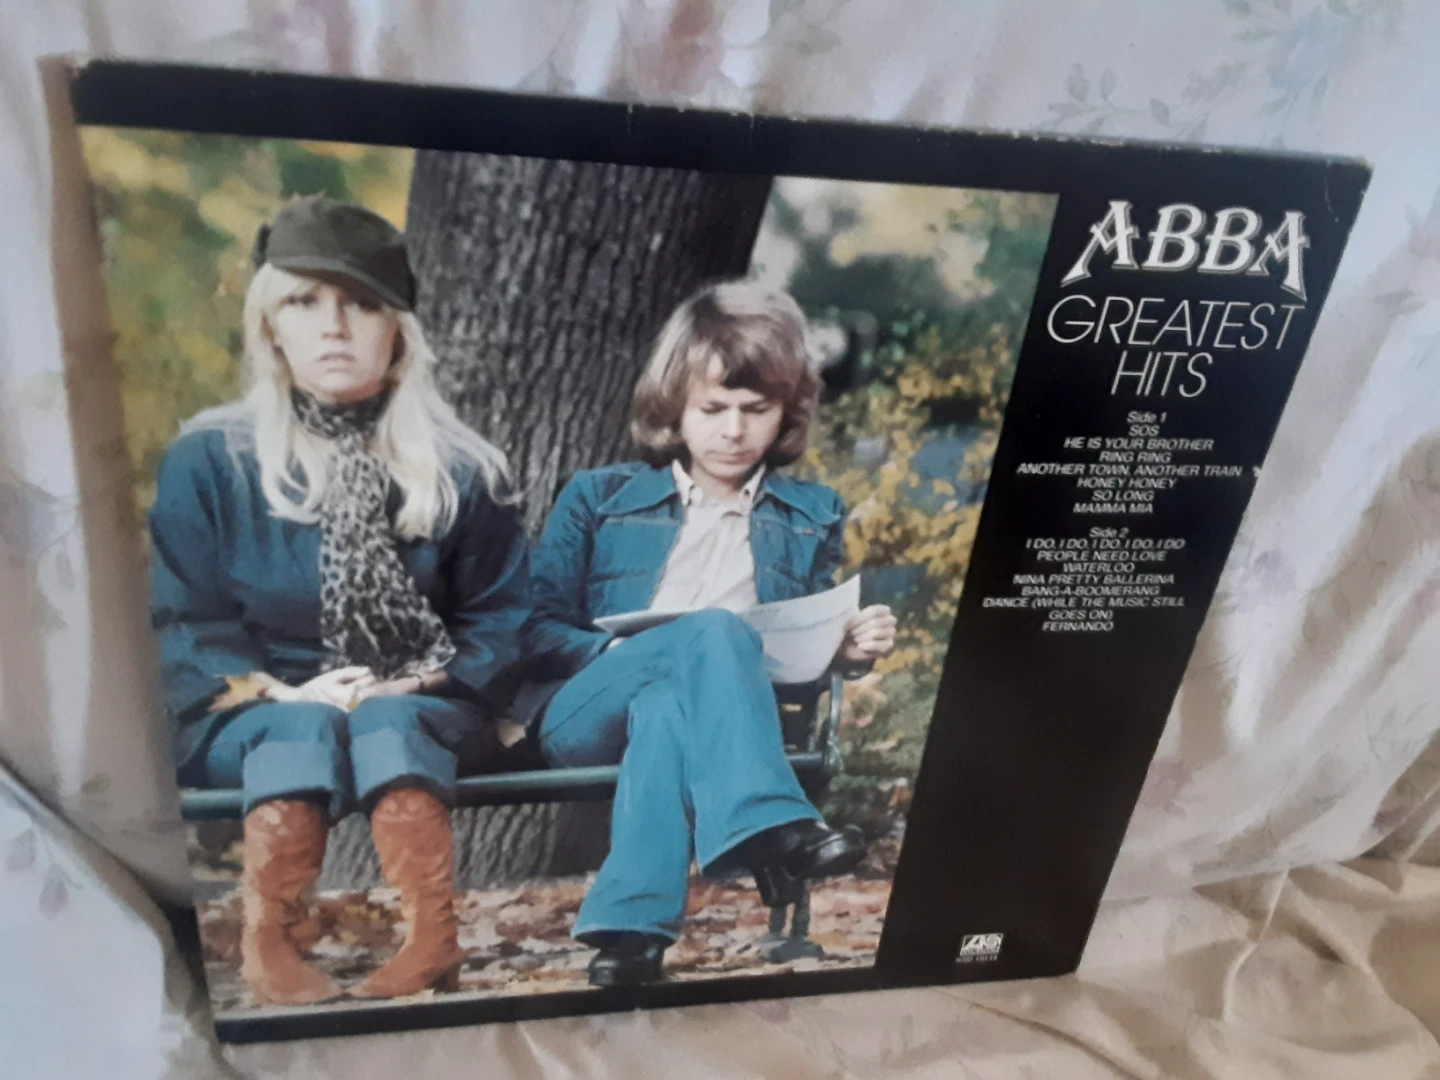 ABBA
GREATEST
HITS
Side 1
SOS
HE IS YOUR BROTHER
RING RING
ANOTHER TOWN, ANOTHER TRAIN
HONEY HONEY
SO LONG
MAMMA MIA
Side 2
I DO, I DO, I DO, I DO, I DO
PEOPLE NEED LOVE
WATERLOO
NINA PRETTY BALLERINA
BANG-A-BOOMERANG
DANCE (WHILE THE MUSIC STILL
GOES ON)
FERNANDO